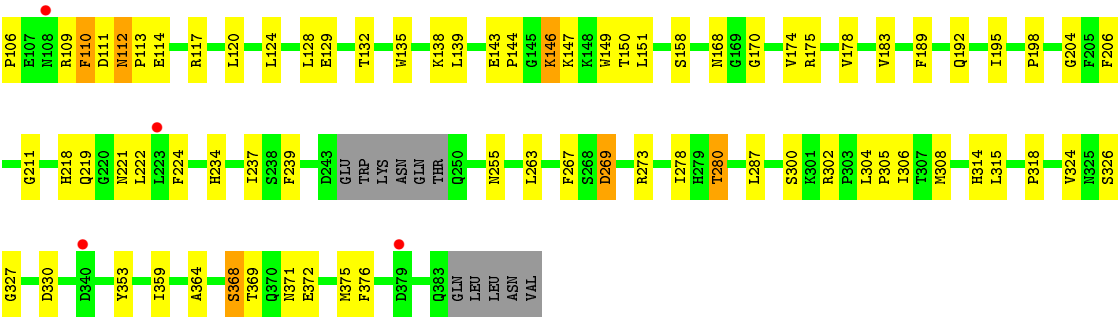 P106 E107 N108 R109 F110 D111 N112 P113 E114 R117 L120 L124 L128 E129 T132 W135 K138 L139 E143 P144 G145 K146 K147 K148 W149 T150 L151 S158 N168 G169 G170 V174 R175 V178 V183 F189 Q192 I195 P198 G204 F205 F206
G211 H218 Q219 G220 N221 L222 L223 F224 H234 I237 S238 F239 D243 GLU TRP LYS ASN GLN THR Q250 N255 L263 F267 S268 D269 R273 I278 H279 T280 L287 S300 K301 R302 P303 L304 P305 I306 T307 M308 H314 L315 P318 V324 N325 S326
G327 D330 D340 Y353 I359 A364 S368 T369 Q370 N371 E372 M375 F376 D379 Q383 GLN LEU LEU ASN VAL